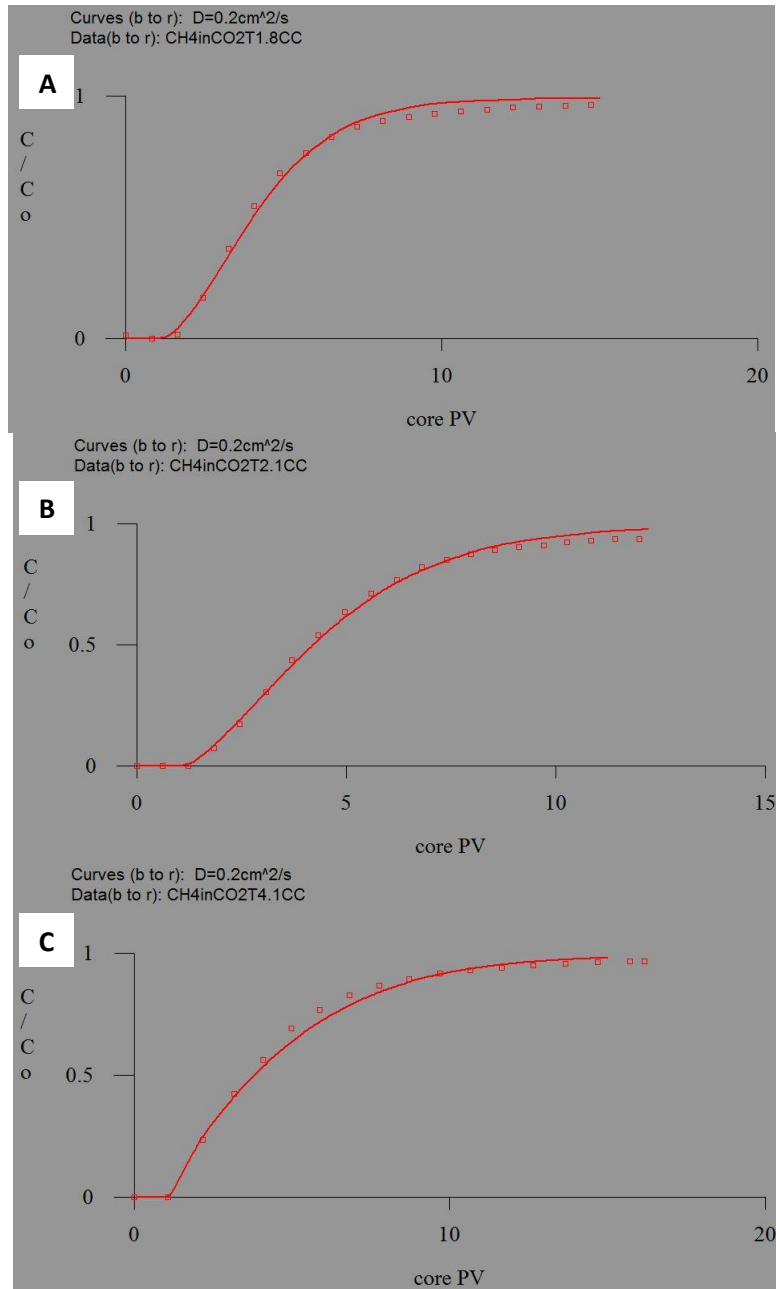 Curves (b to r): D=0.2cm^2/s
Data(b to r): CH4inCO2T1.8CC
A
1
C
/
C
o
0
0 10 20
core PV
Curves (b to r): D=0.2cm^2/s
Data(b to r): CH4inCO2T2.1CC
B
1
C
/
C
o
0.5
0
0 5 10 15
core PV
Curves (b to r): D=0.2cm^2/s
Data(b to r): CH4inCO2T4.1CC
C
1
C
/
C
o
0.5
0
0 10 20
core PV